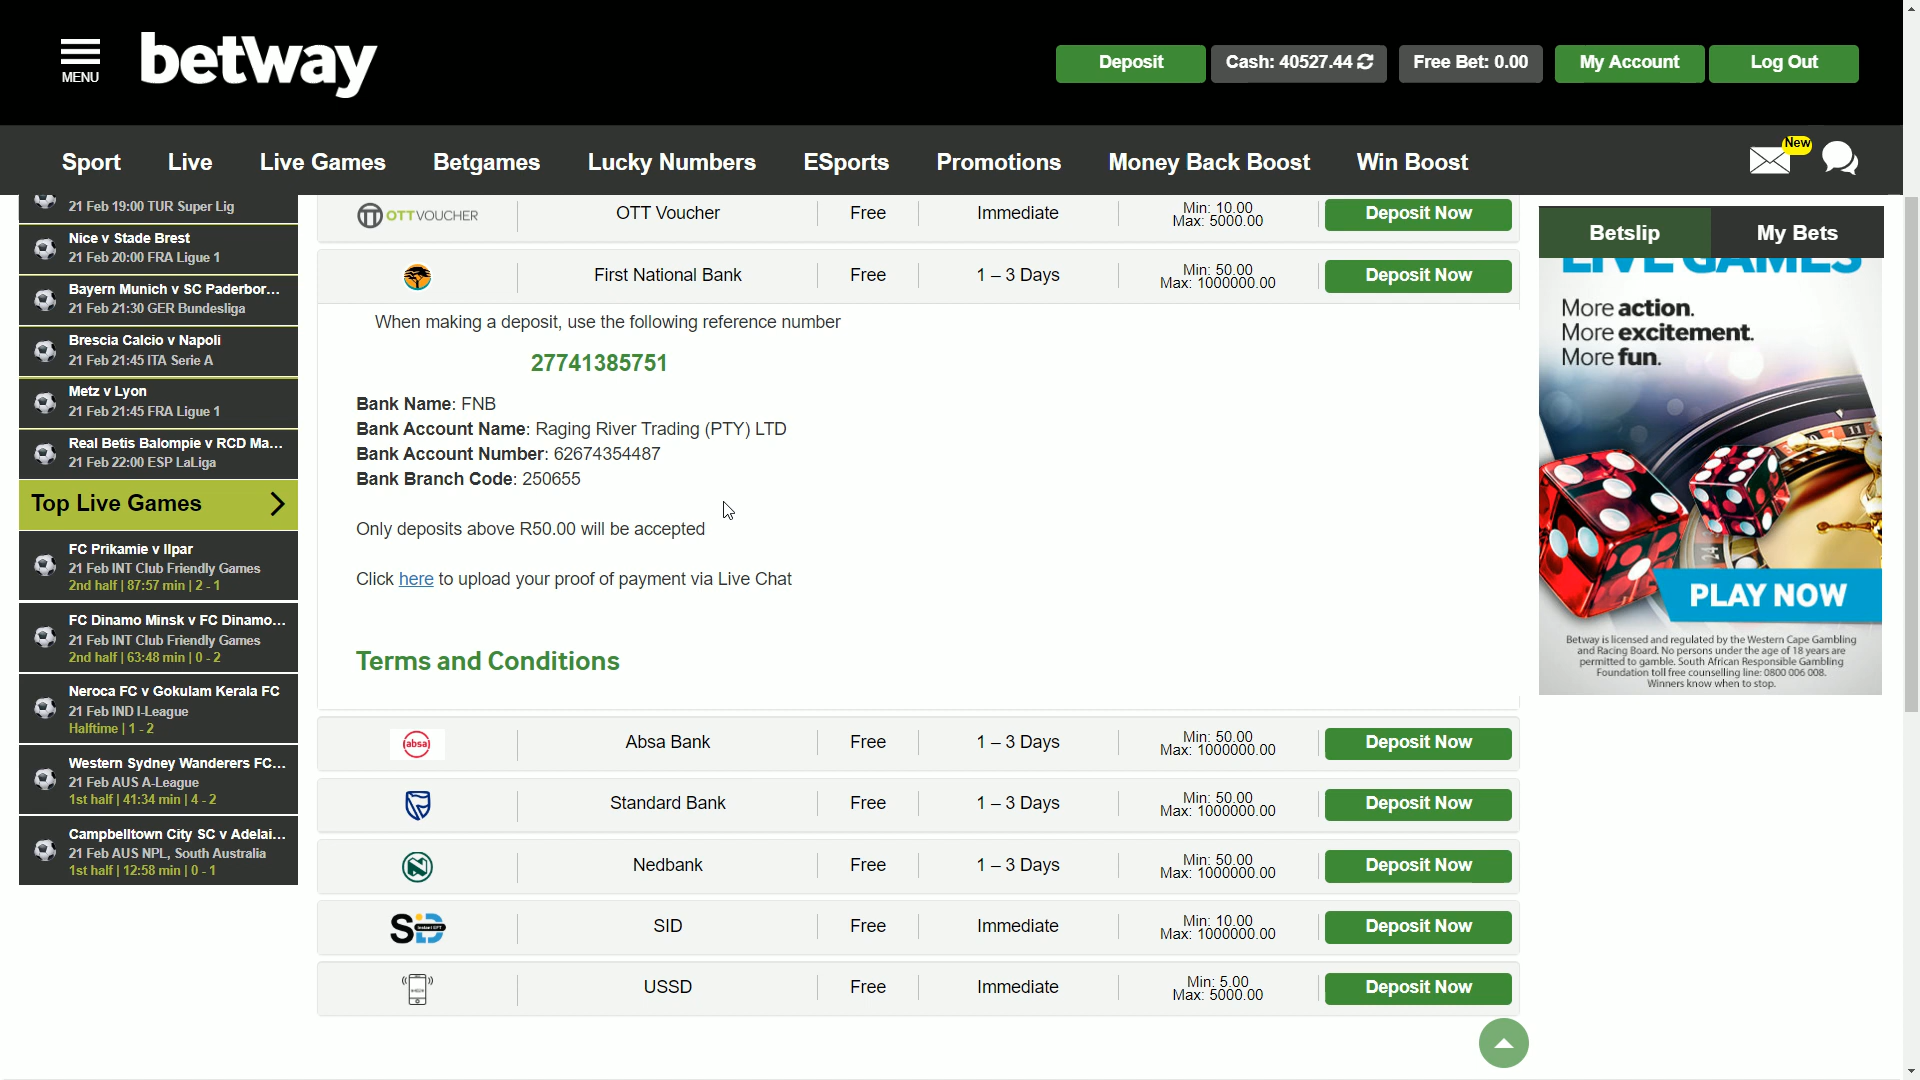 MENU
betway
Deposit
Cash: 40527.44
Free Bet: 0.00
My Account
Log Out
Sport
Live
Live Games
Betgames
Lucky Numbers
ESports
Promotions
Money Back Boost
Win Boost
New
21 Feb 19:00 TUR Super Lig
Nice v Stade Brest
21 Feb 20:00 FRA Ligue 1
Bayern Munich v SC Paderbor...
21 Feb 21:30 GER Bundesliga
Brescia Calcio v Napoli
21 Feb 21:45 ITA Serie A
Metz v Lyon
21 Feb 21:45 FRA Ligue 1
Real Betis Balompie v RCD Ma...
21 Feb 22:00 ESP LaLiga
Top Live Games
FC Prikamie v Ilpar
21 Feb INT Club Friendly Games
2nd half | 87:57 min | 2 - 1
FC Dinamo Minsk v FC Dinamo...
21 Feb INT Club Friendly Games
2nd half | 63:48 min | 0 - 2
Neroca FC v Gokulam Kerala FC
21 Feb IND I-League
Halftime | 1 - 2
Western Sydney Wanderers FC...
21 Feb AUS A-League
1st half | 41:34 min | 4 - 2
Campbelltown City SC v Adelai...
21 Feb AUS NPL, South Australia
1st half | 12:58 min | 0 - 1
OTT VOUCHER
OTT Voucher
Free
Immediate
Min: 10.00
Max: 5000.00
Deposit Now
First National Bank
Free
1 – 3 Days
Min: 50.00
Max: 1000000.00
Deposit Now
When making a deposit, use the following reference number
27741385751
Bank Name: FNB
Bank Account Name: Raging River Trading (PTY) LTD
Bank Account Number: 62674354487
Bank Branch Code: 250655
Only deposits above R50.00 will be accepted
Click here to upload your proof of payment via Live Chat
Terms and Conditions
absa
Absa Bank
Free
1 – 3 Days
Min: 50.00
Max: 1000000.00
Deposit Now
Standard Bank
Free
1 – 3 Days
Min: 50.00
Max: 1000000.00
Deposit Now
Nedbank
Free
1 – 3 Days
Min: 50.00
Max: 1000000.00
Deposit Now
SiD
Instant EFT
SID
Free
Immediate
Min: 10.00
Max: 1000000.00
Deposit Now
USSD
Free
Immediate
Min: 5.00
Max: 5000.00
Deposit Now
Betslip
My Bets
LIVE GAMES
More action.
More excitement.
More fun.
PLAY NOW
Betway is licensed and regulated by the Western Cape Gambling
and Racing Board. No persons under the age of 18 years are
permitted to gamble. South African Responsible Gambling
Foundation toll free counselling line: 0800 006 008.
Winners know when to stop.